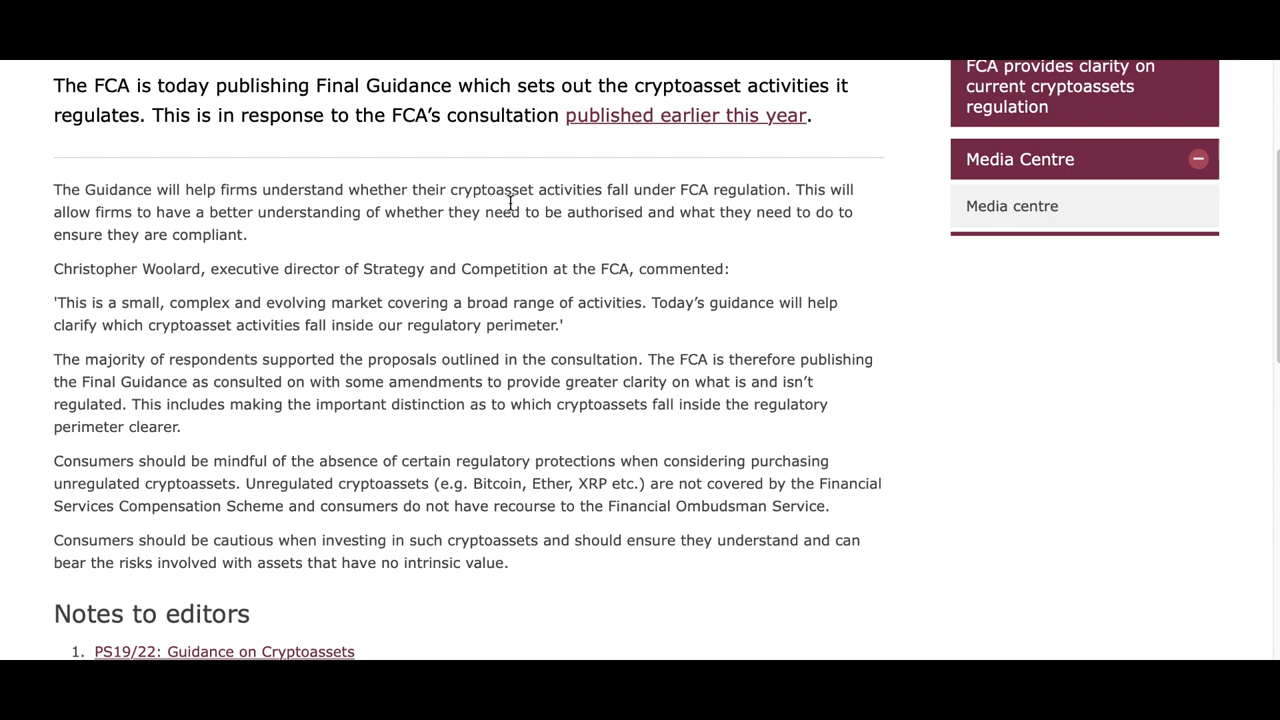 The FCA is today publishing Final Guidance which sets out the cryptoasset activities it
regulates. This is in response to the FCA’s consultation published earlier this year.
The Guidance will help firms understand whether their cryptoasset activities fall under FCA regulation. This will
allow firms to have a better understanding of whether they need to be authorised and what they need to do to
ensure they are compliant.
Christopher Woolard, executive director of Strategy and Competition at the FCA, commented:
'This is a small, complex and evolving market covering a broad range of activities. Today’s guidance will help
clarify which cryptoasset activities fall inside our regulatory perimeter.'
The majority of respondents supported the proposals outlined in the consultation. The FCA is therefore publishing
the Final Guidance as consulted on with some amendments to provide greater clarity on what is and isn’t
regulated. This includes making the important distinction as to which cryptoassets fall inside the regulatory
perimeter clearer.
Consumers should be mindful of the absence of certain regulatory protections when considering purchasing
unregulated cryptoassets. Unregulated cryptoassets (e.g. Bitcoin, Ether, XRP etc.) are not covered by the Financial
Services Compensation Scheme and consumers do not have recourse to the Financial Ombudsman Service.
Consumers should be cautious when investing in such cryptoassets and should ensure they understand and can
bear the risks involved with assets that have no intrinsic value.
Notes to editors
1. PS19/22: Guidance on Cryptoassets
FCA provides clarity on
current cryptoassets
regulation
Media Centre
Media centre